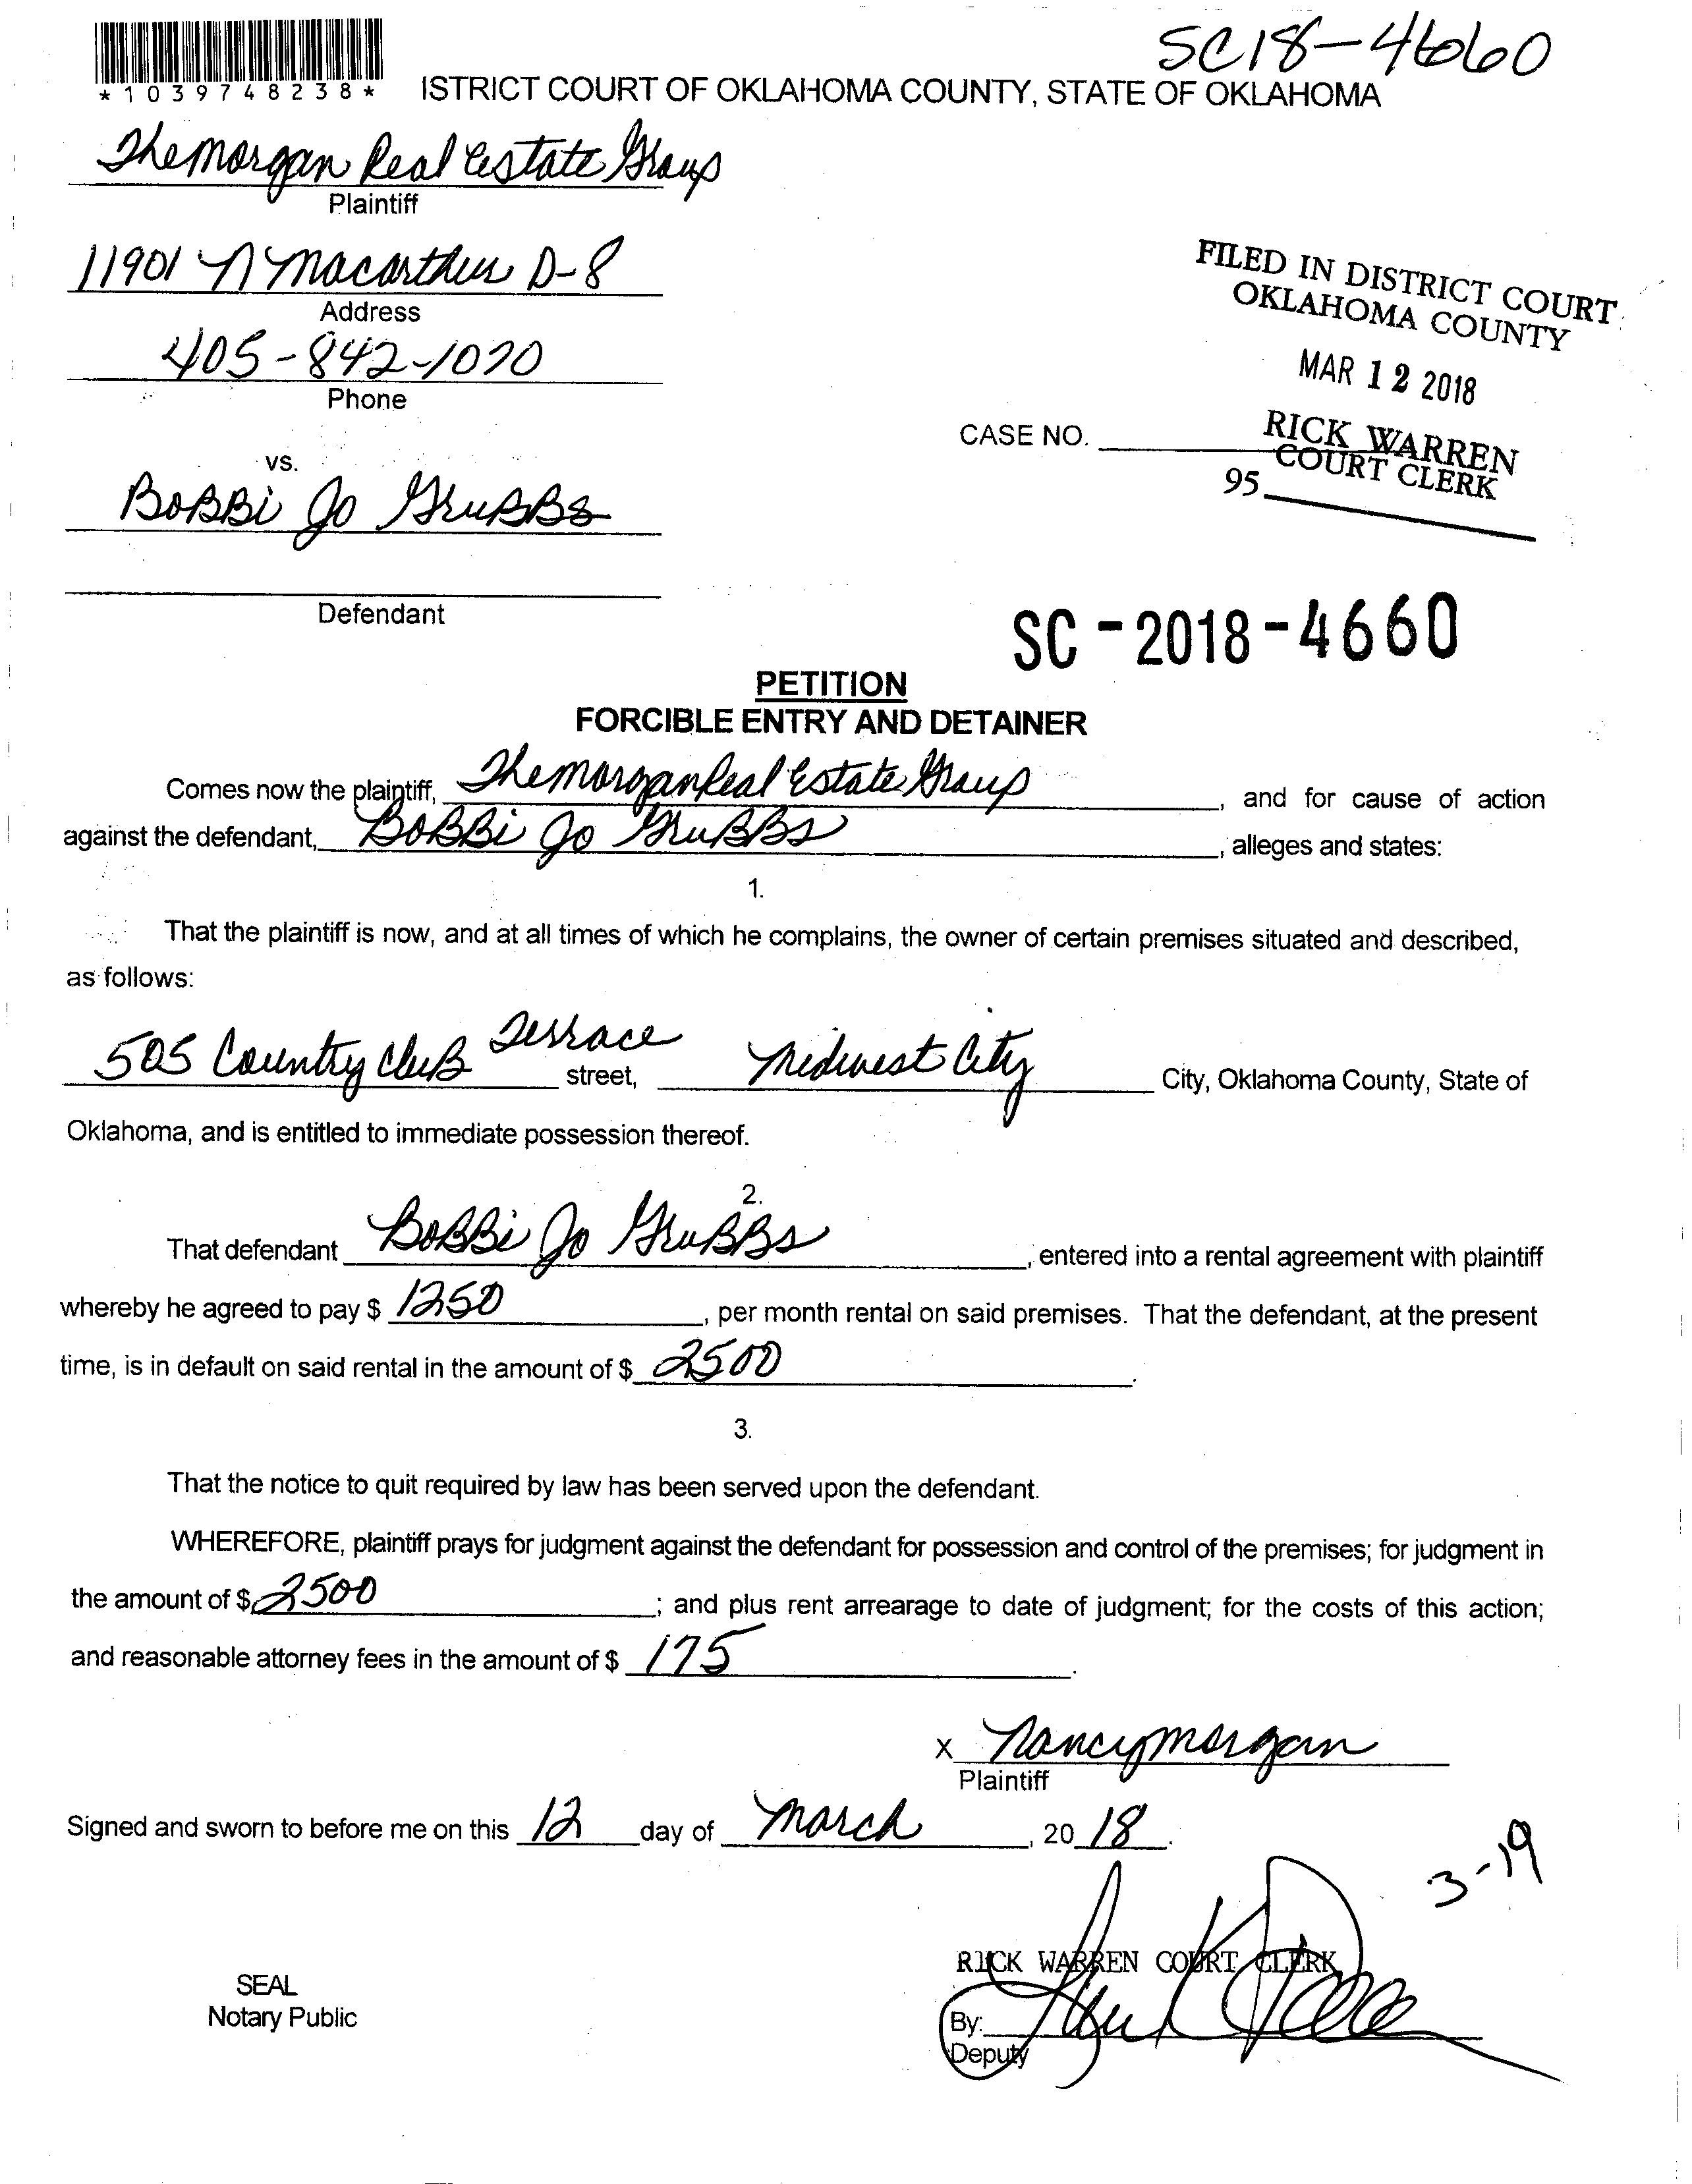 SC18-4660
*1039748238*
ISTRICT COURT OF OKLAHOMA COUNTY, STATE OF OKLAHOMA
The Morgan Real Estate Group
Plaintiff
11901 N Macarthur D-8
Address
405-842-1070
Phone
FILED IN DISTRICT COURT
OKLAHOMA COUNTY
MAR 12 2018
RICK WARREN
COURT CLERK
95
CASE NO.
vs.
BoBBi Jo GruBBs
Defendant
SC-2018-4660
PETITION
FORCIBLE ENTRY AND DETAINER
Comes now the plaintiff, The Morgan Real Estate Group, and for cause of action
against the defendant, BoBBi Jo GruBBs, alleges and states:
1.
That the plaintiff is now, and at all times of which he complains, the owner of certain premises situated and described,
as follows:
505 Country CluB Terrace street, Midwest City City, Oklahoma County, State of
Oklahoma, and is entitled to immediate possession thereof.
2.
That defendant BoBBi Jo GruBBs, entered into a rental agreement with plaintiff
whereby he agreed to pay $ 1250, per month rental on said premises. That the defendant, at the present
time, is in default on said rental in the amount of $ 2500.
3.
That the notice to quit required by law has been served upon the defendant.
WHEREFORE, plaintiff prays for judgment against the defendant for possession and control of the premises; for judgment in
the amount of $ 2500; and plus rent arrearage to date of judgment; for the costs of this action;
and reasonable attorney fees in the amount of $ 175.
x Nancy Morgan
Plaintiff
Signed and sworn to before me on this 12 day of March, 20 18.
3-19
RICK WARREN COURT CLERK
SEAL
Notary Public
By:
Deputy